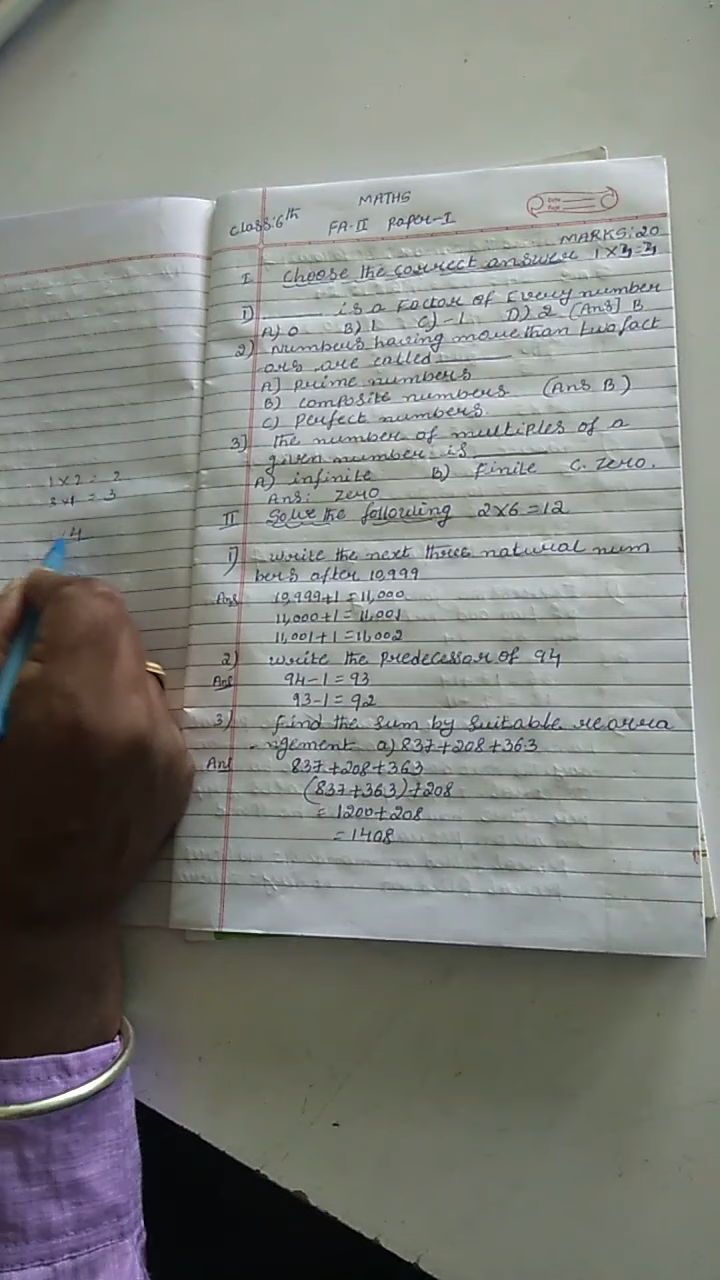 MATHS
Class:6th FA-II Paper-I
MARKS:20
I Choose the correct answer 1×3=3
1) ______ is a Factor of Every number
A) 0 B) 1 C) -1 D) 2 [Ans] B
2) Numbers having more than two fact
ors are called ______
A] prime numbers
B) composite numbers (Ans B)
C) Perfect numbers
3] The number of multiples of a
given number is ______
A) infinite B) Finite C. Zero.
Ans: Zero
II Solve the following 2×6=12
1) Write the next three natural num
bers after 10,999
Ans 10,999+1=11,000
11,000+1=11,001
11,001+1=11,002
2) Write the predecessor of 94
Ans 94-1=93
93-1=92
3) find the sum by suitable rearra
-ngement a) 837+208+363
Ans 837+208+363
(837+363)+208
=1200+208
=1408
1×2=2
3×1=3
4